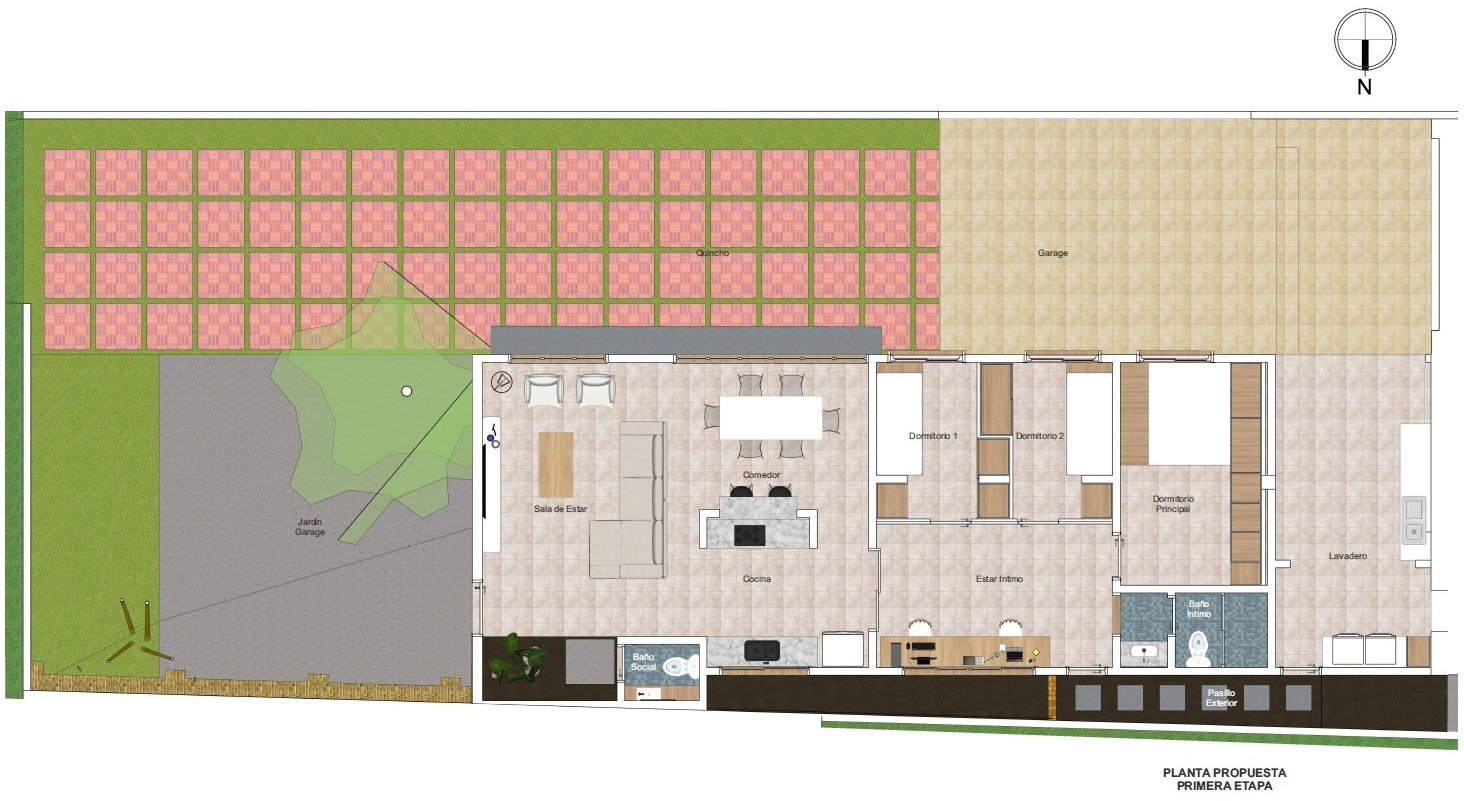 N
Quincho
Garage
Dormitorio 1
Dormitorio 2
Comedor
Dormitorio
Principal
Sala de Estar
Jardin
Garage
Lavadero
Cocina
Estar Intimo
Baño
Intimo
Baño
Social
Pasillo
Exterior
PLANTA PROPUESTA
PRIMERA ETAPA